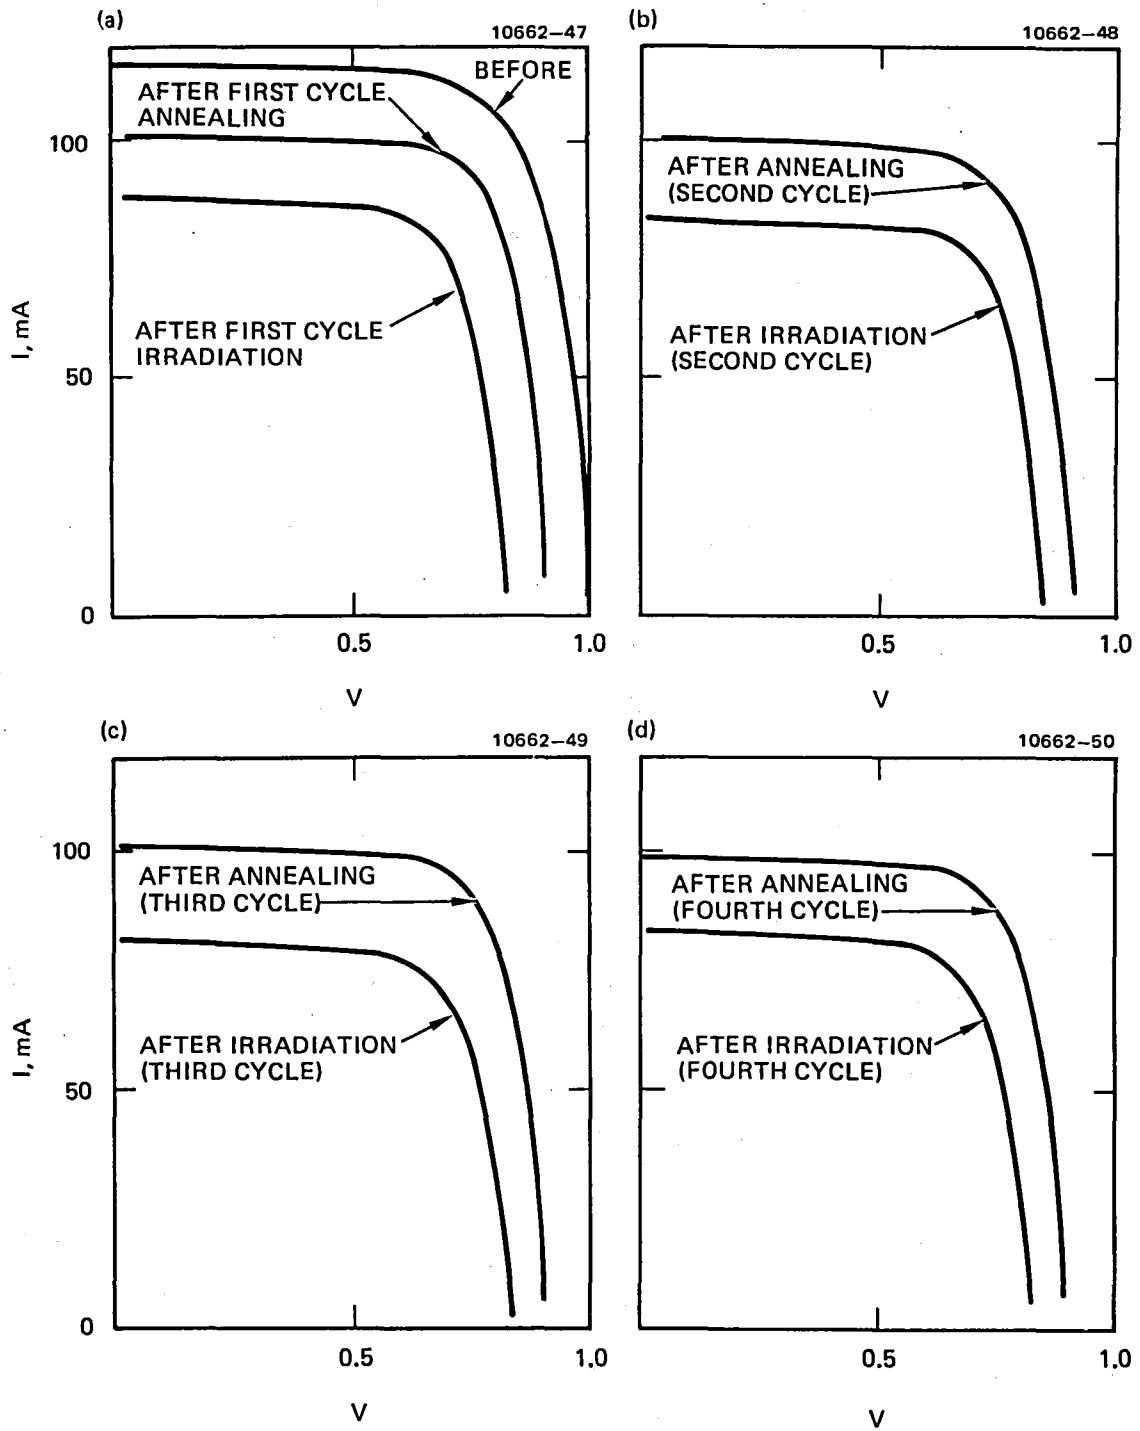 (a)
10662–47
BEFORE
AFTER FIRST CYCLE
ANNEALING
100
AFTER FIRST CYCLE
IRRADIATION
I, mA
50
0
0.5
1.0
V
(b)
10662–48
AFTER ANNEALING
(SECOND CYCLE)
AFTER IRRADIATION
(SECOND CYCLE)
0.5
1.0
V
(c)
10662–49
100
AFTER ANNEALING
(THIRD CYCLE)
AFTER IRRADIATION
(THIRD CYCLE)
I, mA
50
0
0.5
1.0
V
(d)
10662–50
AFTER ANNEALING
(FOURTH CYCLE)
AFTER IRRADIATION
(FOURTH CYCLE)
0.5
1.0
V